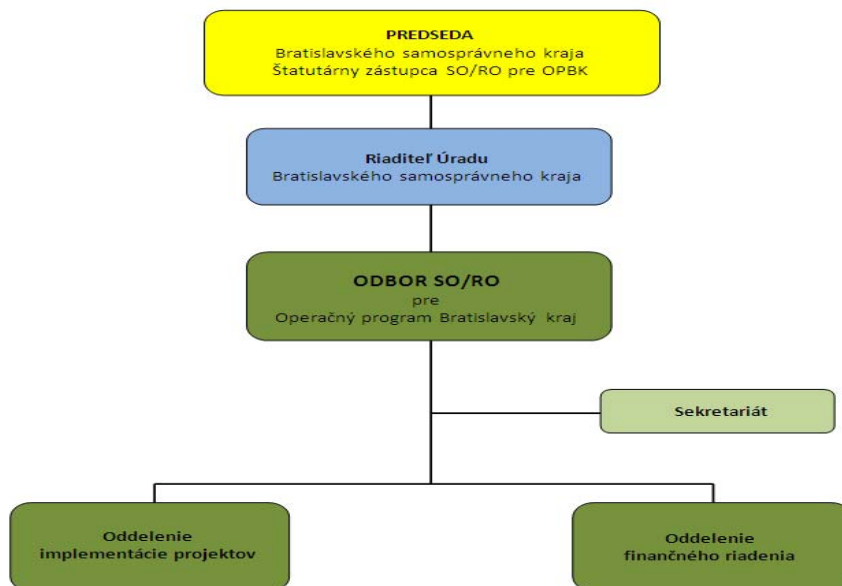 PREDSEDA
Bratislavského samosprávneho kraja
Štatutárny zástupca SO/RO pre OPBK
Riaditeľ Úradu
Bratislavského samosprávneho kraja
ODBOR SO/RO
pre
Operačný program Bratislavský kraj
Sekretariát
Oddelenie
implementácie projektov
Oddelenie
finančného riadenia